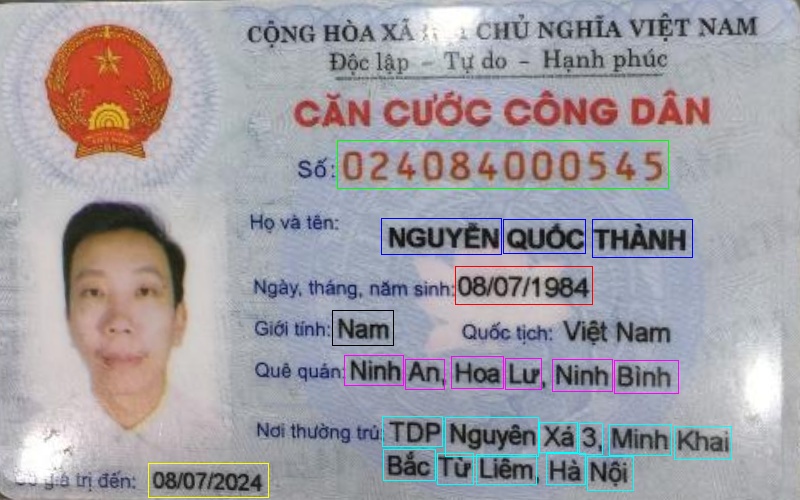 CỘNG HÒA XÃ CHỦ NGHĨA VIỆT NAM
Độc lập – Tự do – Hạnh phúc
CĂN CƯỚC CÔNG DÂN
Số: 024084000545
Họ và tên: NGUYỄN QUỐC THÀNH
Ngày, tháng, năm sinh: 08/07/1984
Giới tính: Nam Quốc tịch: Việt Nam
Quê quán: Ninh An, Hoa Lư, Ninh Bình
Nơi thường trú: TDP Nguyên Xá 3, Minh Khai
Bắc Từ Liêm, Hà Nội
giá trị đến: 08/07/2024